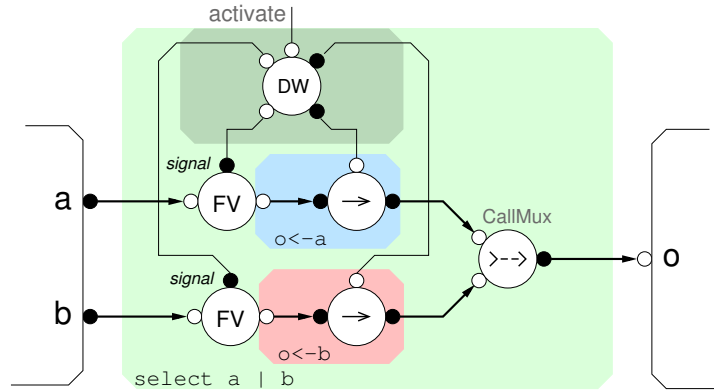 activate
DW
signal
a
FV
→
o<-a
CallMux
>-->
o
signal
b
FV
→
o<-b
select a | b